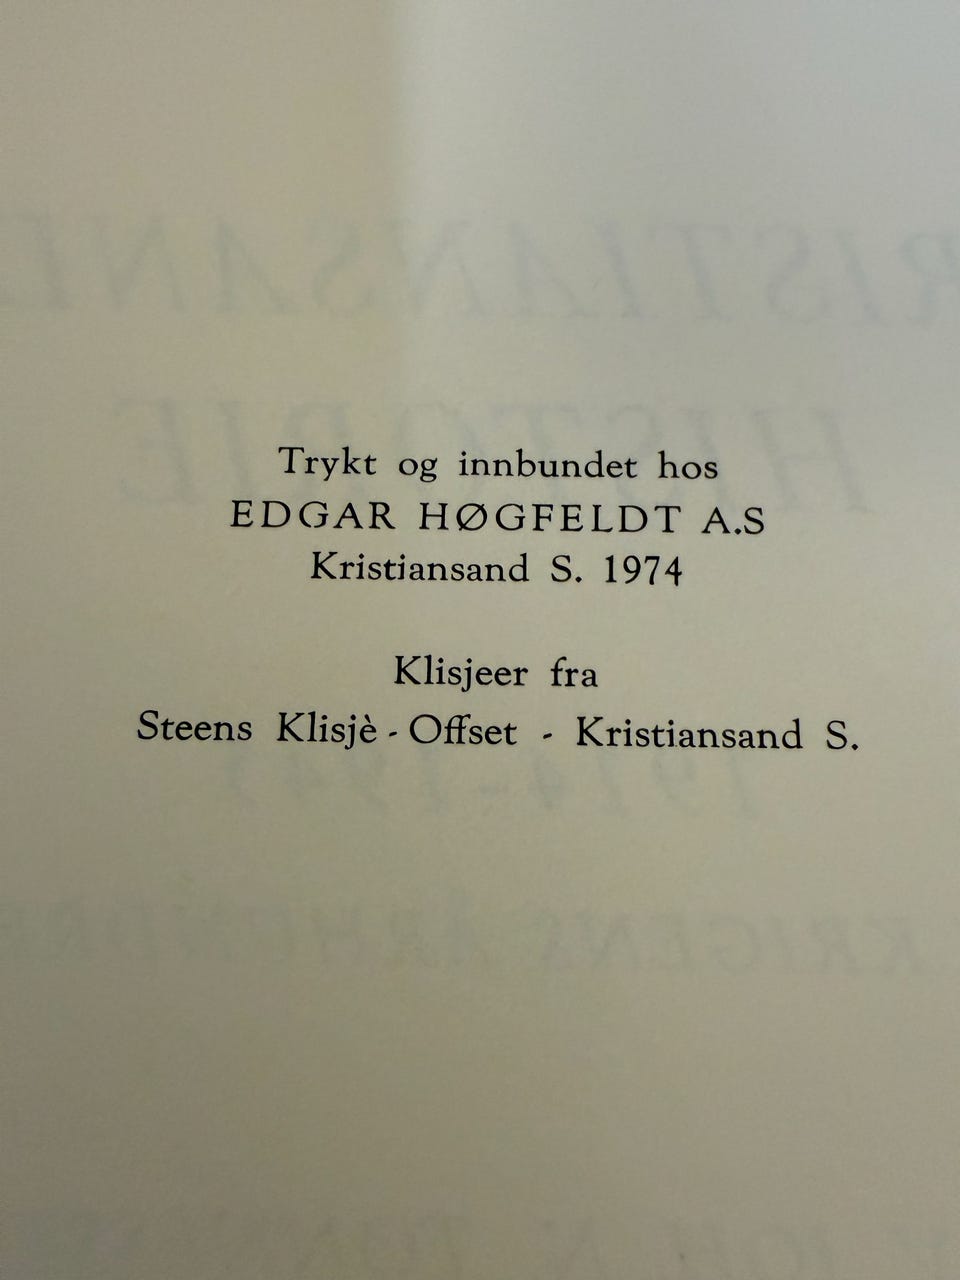 Trykt og innbundet hos
EDGAR HØGFELDT A.S
Kristiansand S. 1974
Klisjeer fra
Steens Klisjè - Offset - Kristiansand S.